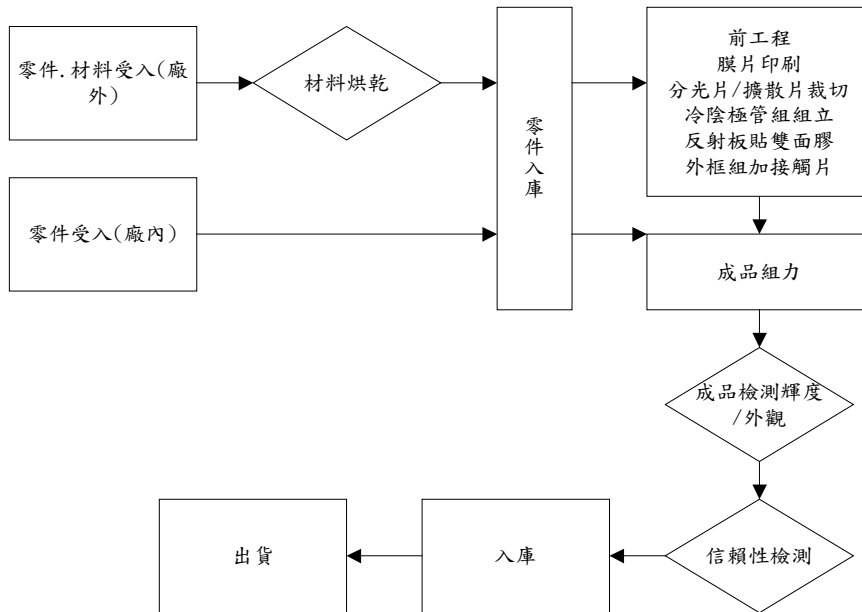 零件.材料受入(廠
外)
材料烘乾
零件入庫
前工程
膜片印刷
分光片/擴散片裁切
冷陰極管組組立
反射板貼雙面膠
外框組加接觸片
零件受入(廠內)
成品組力
成品檢測輝度
/外觀
信賴性檢測
入庫
出貨